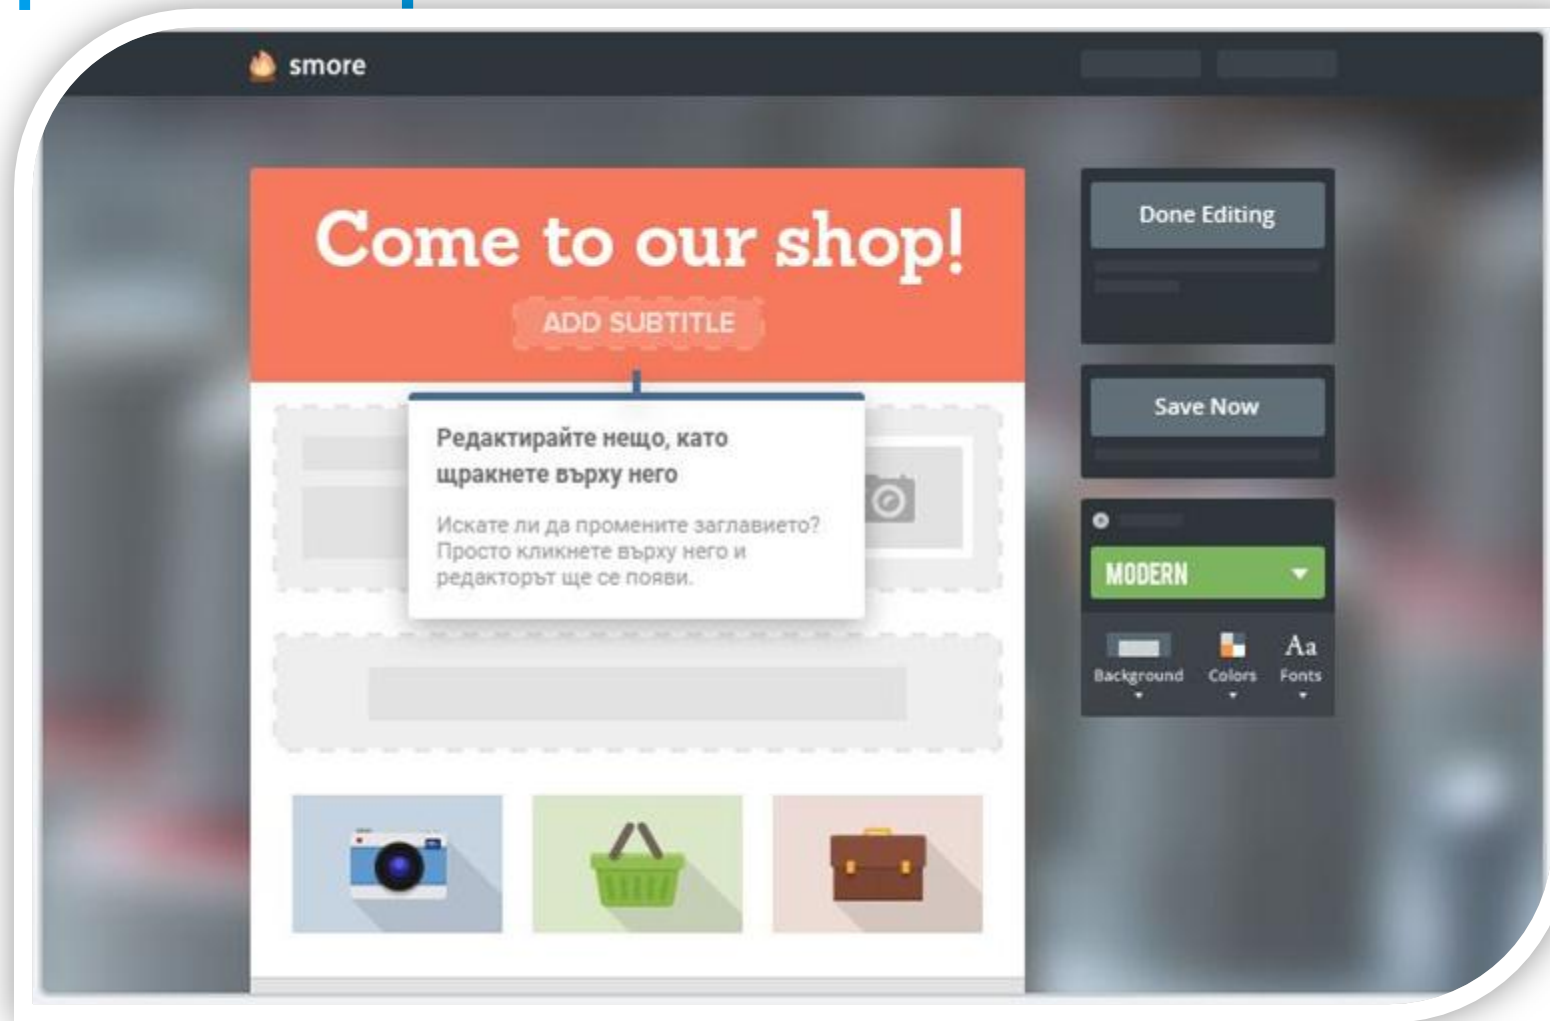 smore
Come to our shop!
ADD SUBTITLE
Редактирайте нещо, като
щракнете върху него
Искате ли да промените заглавието?
Просто кликнете върху него и
редакторът ще се появи.
Done Editing
Save Now
MODERN
Background
Colors
Aa
Fonts